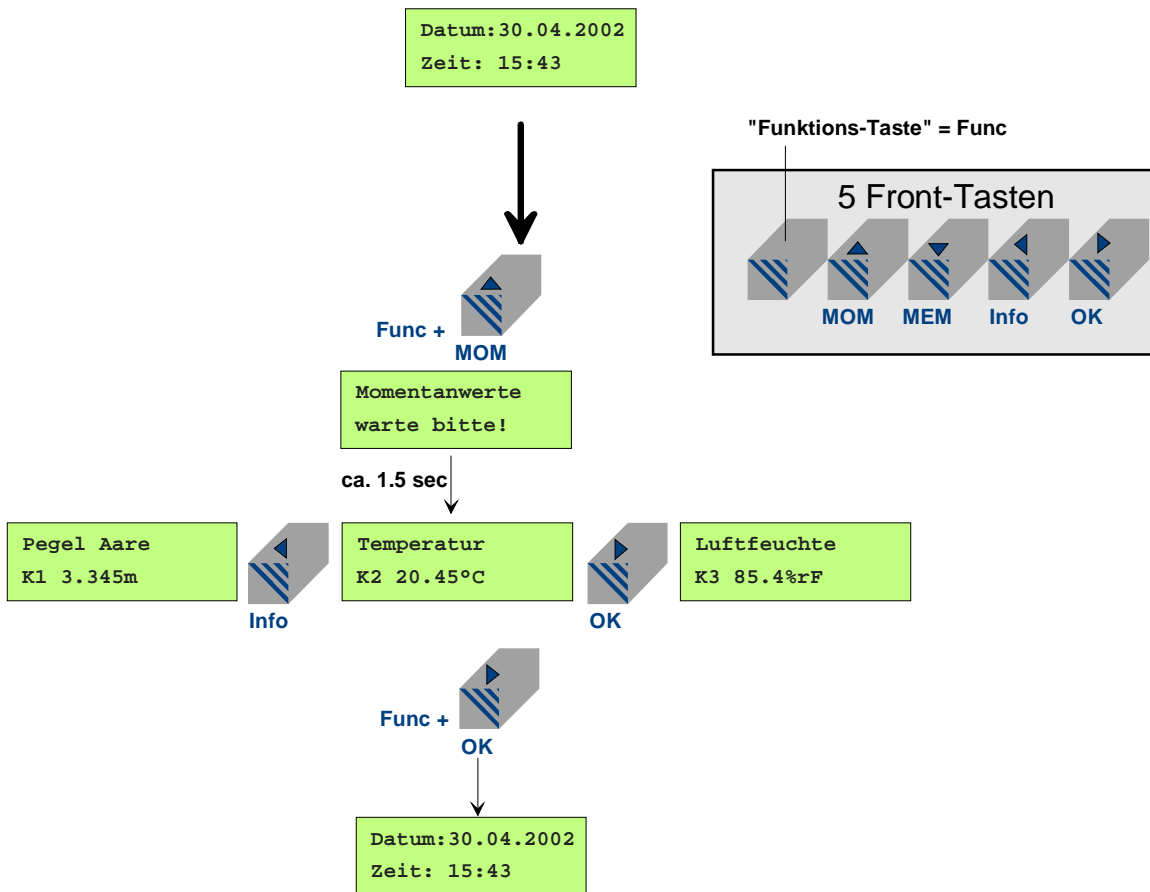 Datum:30.04.2002
Zeit: 15:43
"Funktions-Taste" = Func
5 Front-Tasten
MOM
MEM
Info
OK
Func +
MOM
Momentanwerte
warte bitte!
ca. 1.5 sec
Pegel Aare
K1 3.345m
Info
Temperatur
K2 20.45°C
OK
Luftfeuchte
K3 85.4%rF
Func +
OK
Datum:30.04.2002
Zeit: 15:43